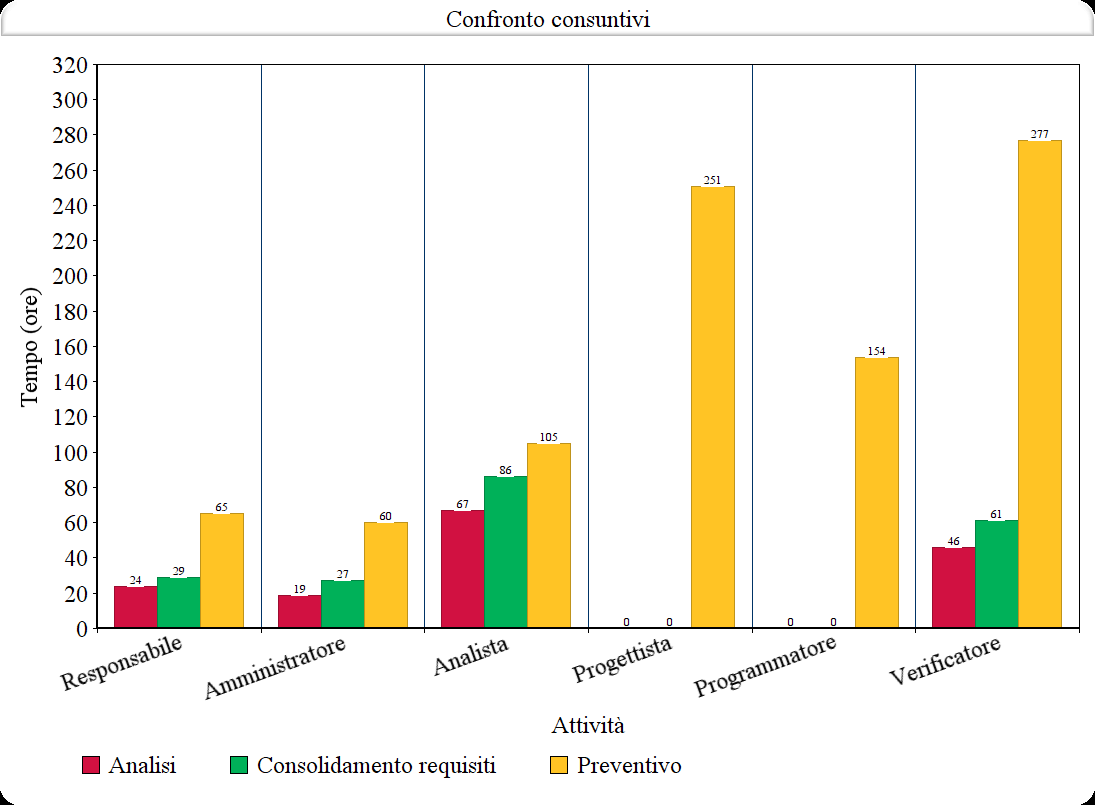 Confronto consuntivi
Tempo (ore)
320
300
280
260
240
220
200
180
160
140
120
100
80
60
40
20
0
24 29 65
19 27 60
67 86 105
0 0 251
0 0 154
46 61 277
Responsabile Amministratore Analista Progettista Programmatore Verificatore
Attività
Analisi Consolidamento requisiti Preventivo